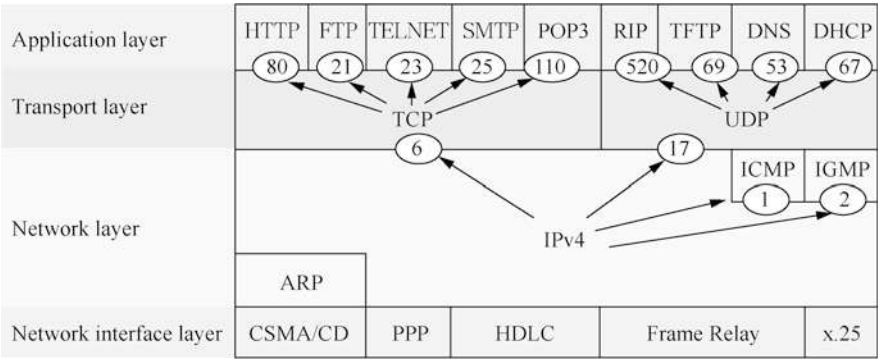 Application layer HTTP FTP TELNET SMTP POP3 RIP TFTP DNS DHCP
80 21 23 25 110 520 69 53 67
Transport layer TCP UDP
6 17
ICMP IGMP
1 2
Network layer IPv4
ARP
Network interface layer CSMA/CD PPP HDLC Frame Relay x.25